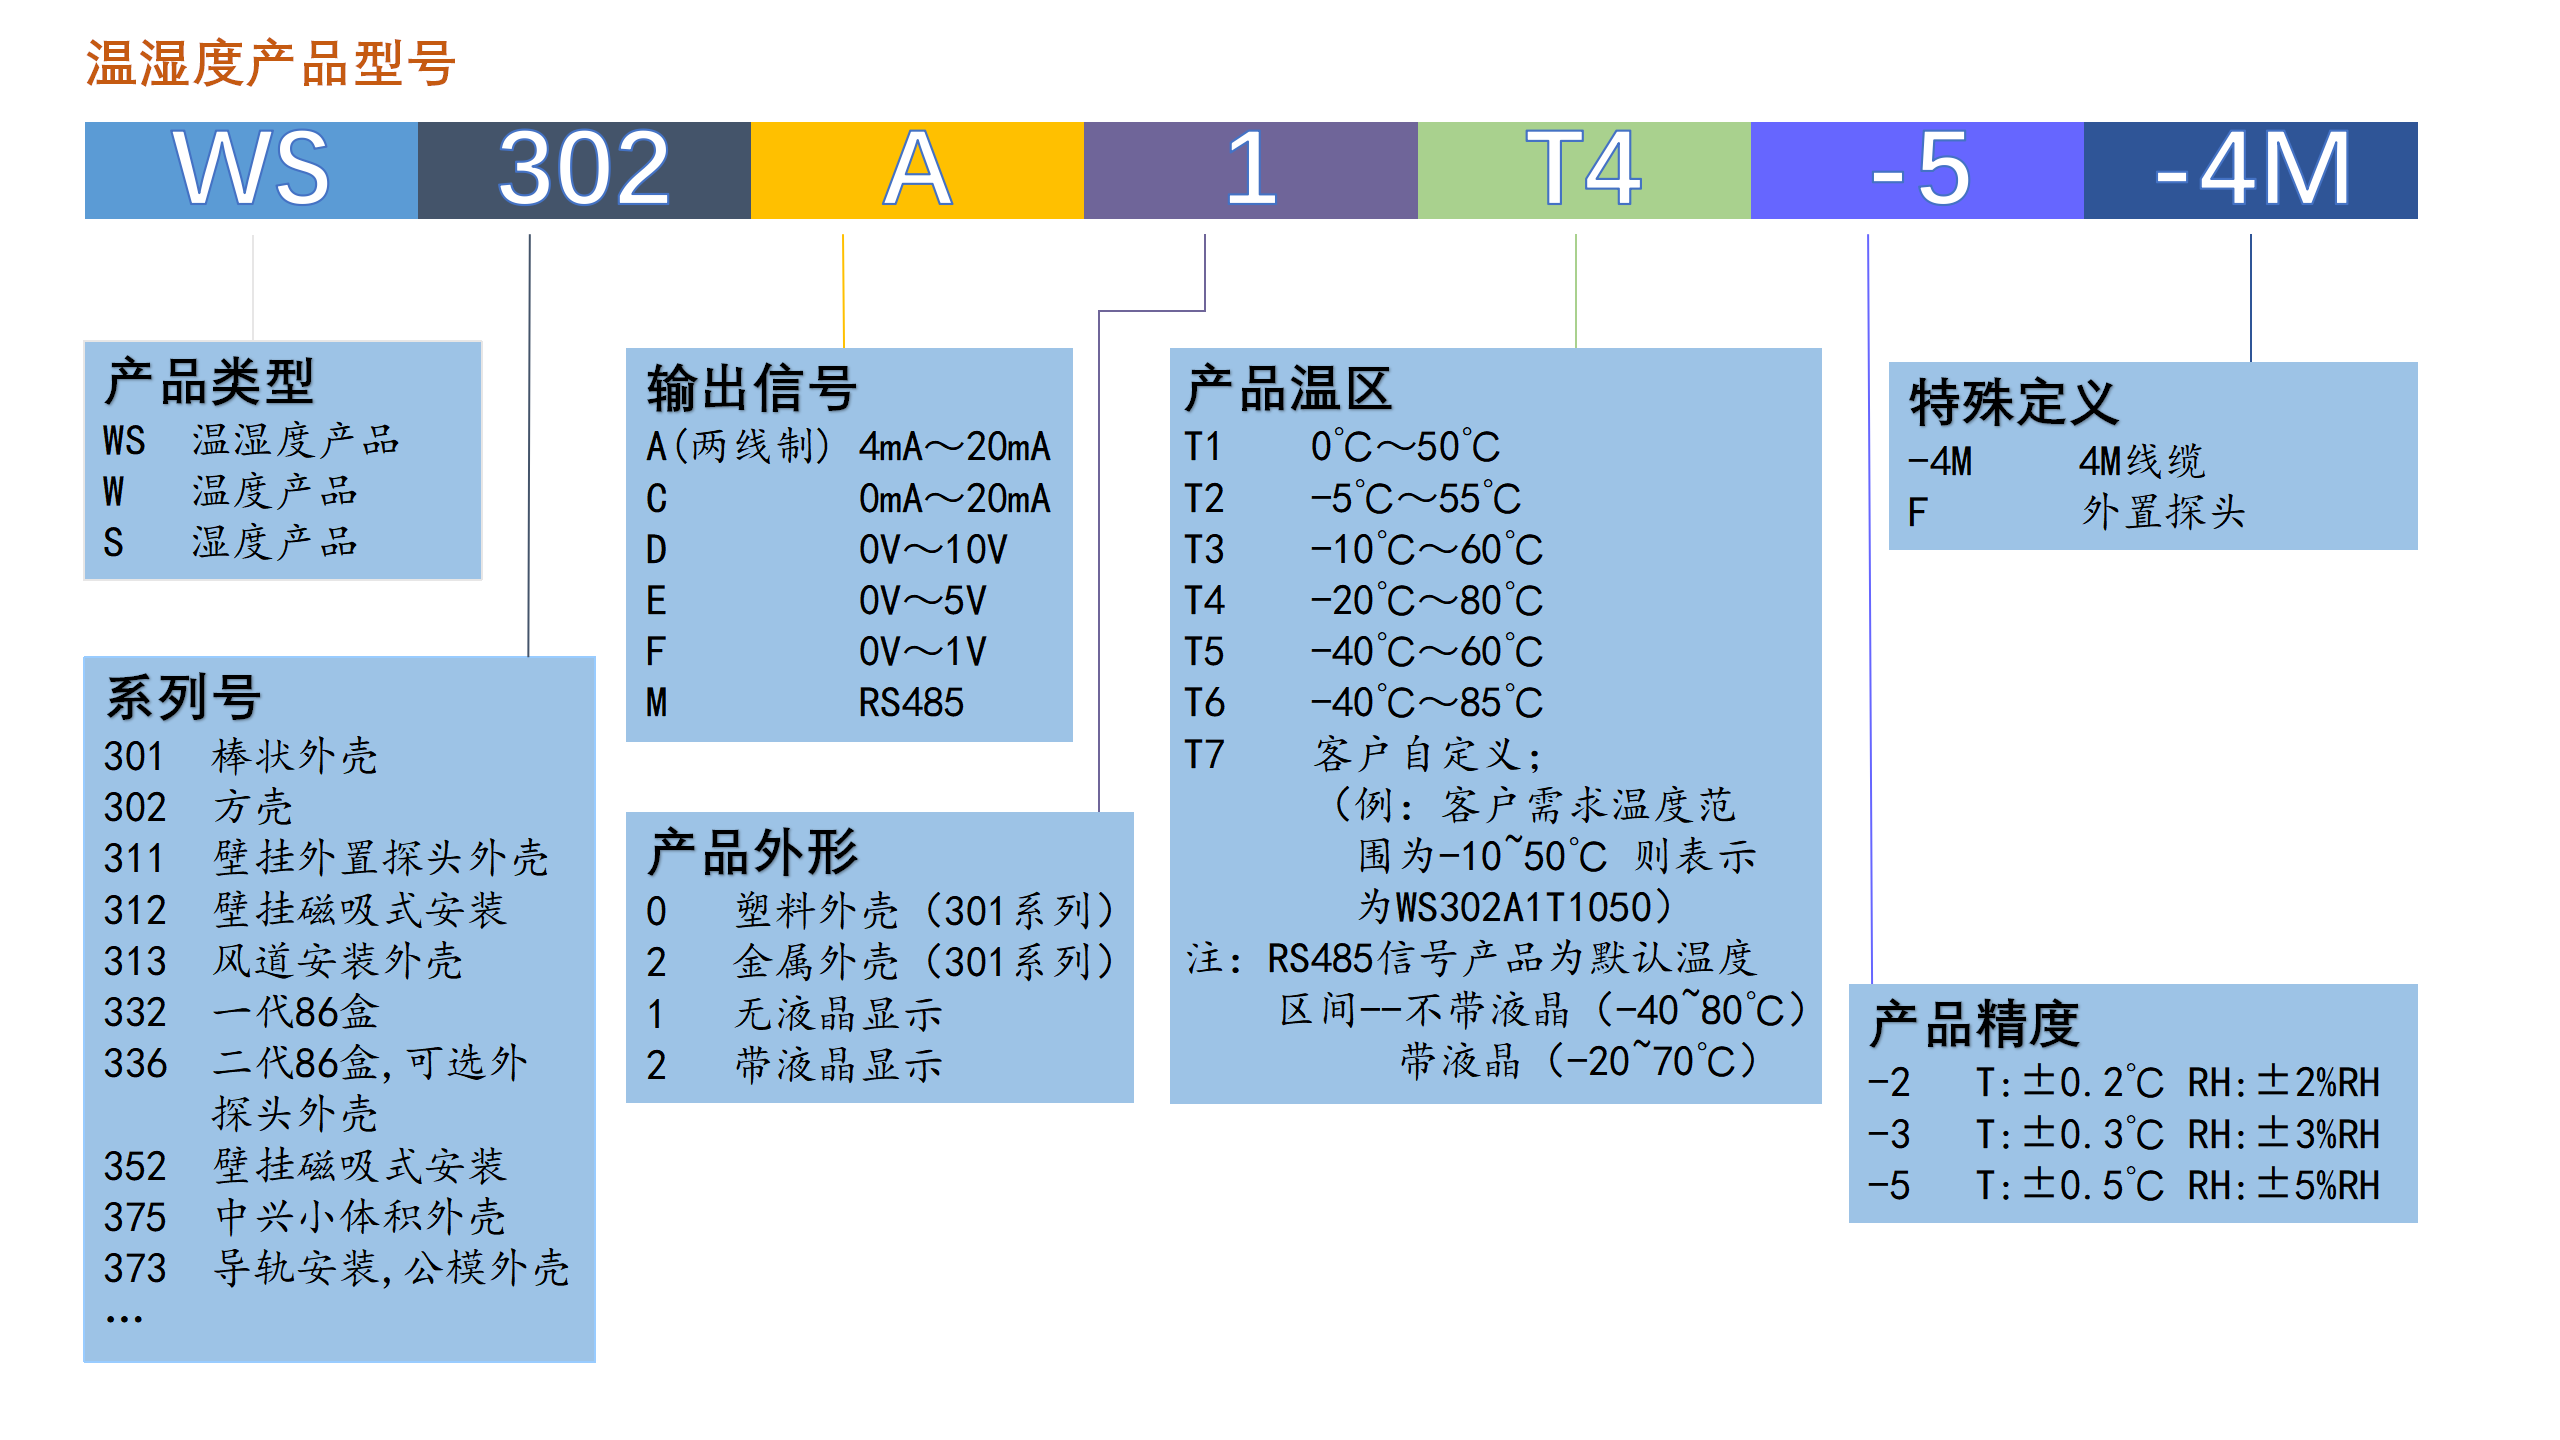 温湿度产品型号
WS 302 A 1 T4 -5 -4M
产品类型
WS 温湿度产品
W 温度产品
S 湿度产品
系列号
301 棒状外壳
302 方壳
311 壁挂外置探头外壳
312 壁挂磁吸式安装
313 风道安装外壳
332 一代86盒
336 二代86盒,可选外
探头外壳
352 壁挂磁吸式安装
375 中兴小体积外壳
373 导轨安装,公模外壳
...
输出信号
A(两线制) 4mA～20mA
C 0mA～20mA
D 0V～10V
E 0V～5V
F 0V～1V
M RS485
产品外形
0 塑料外壳（301系列）
2 金属外壳（301系列）
1 无液晶显示
2 带液晶显示
产品温区
T1 0℃～50℃
T2 -5℃～55℃
T3 -10℃～60℃
T4 -20℃～80℃
T5 -40℃～60℃
T6 -40℃～85℃
T7 客户自定义；
（例：客户需求温度范
围为-10~50℃ 则表示
为WS302A1T1050）
注：RS485信号产品为默认温度
区间--不带液晶（-40~80℃）
带液晶（-20~70℃）
特殊定义
-4M 4M线缆
F 外置探头
产品精度
-2 T:±0.2℃ RH:±2%RH
-3 T:±0.3℃ RH:±3%RH
-5 T:±0.5℃ RH:±5%RH